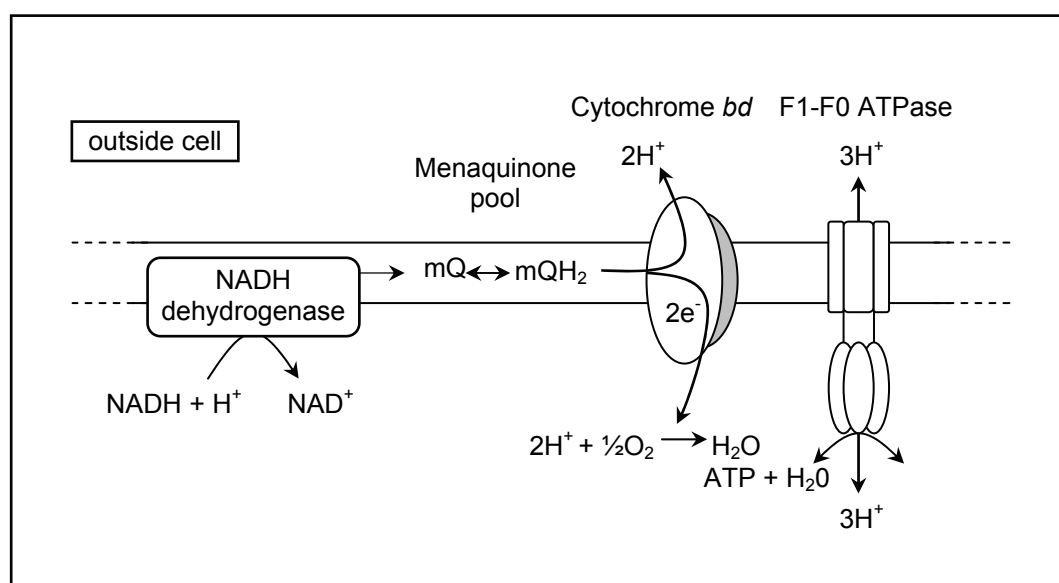 Cytochrome bd F1-F0 ATPase
outside cell
2H⁺ 3H⁺
Menaquinone
pool
NADH
dehydrogenase
mQ mQH₂
2e⁻
NADH + H⁺ NAD⁺
2H⁺ + ½O₂ H₂O
ATP + H₂0
3H⁺